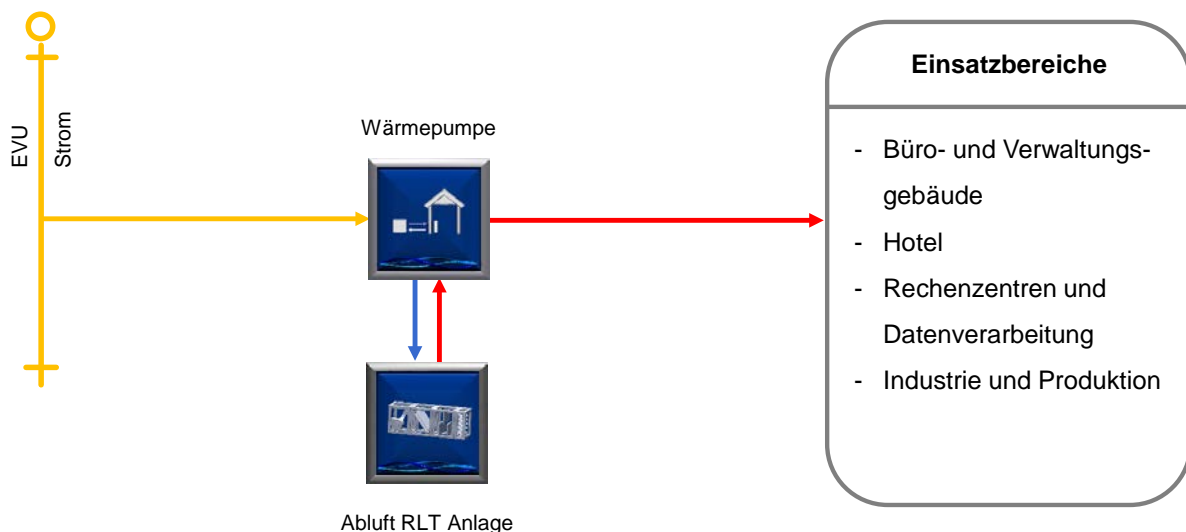 EVU
Strom
Wärmepumpe
Abluft RLT Anlage
Einsatzbereiche
- Büro- und Verwaltungs-
gebäude
- Hotel
- Rechenzentren und
Datenverarbeitung
- Industrie und Produktion